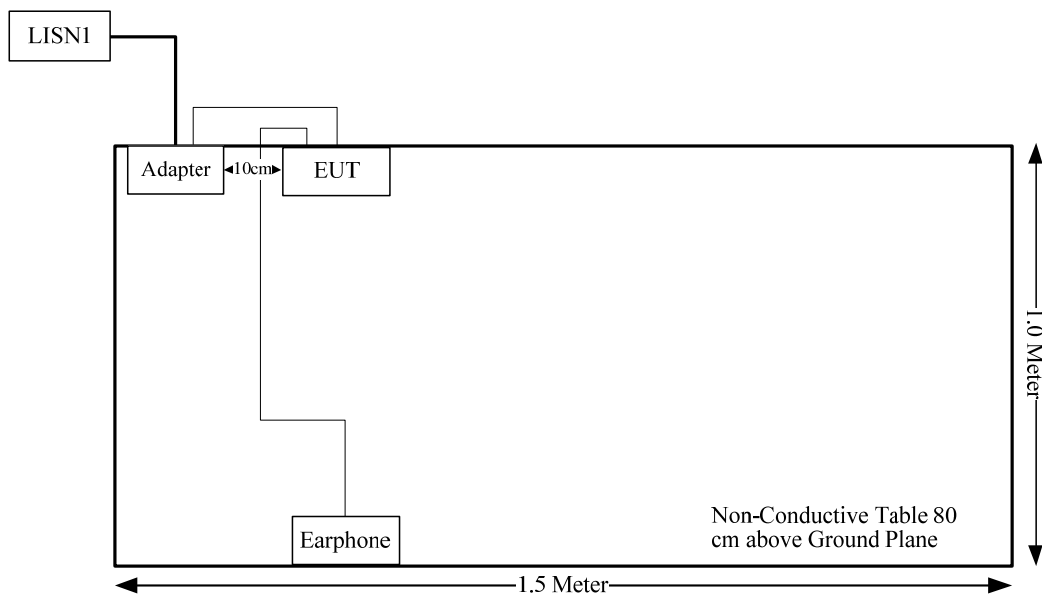 LISN1
Adapter
10cm
EUT
1.0 Meter
Earphone
Non-Conductive Table 80
cm above Ground Plane
1.5 Meter